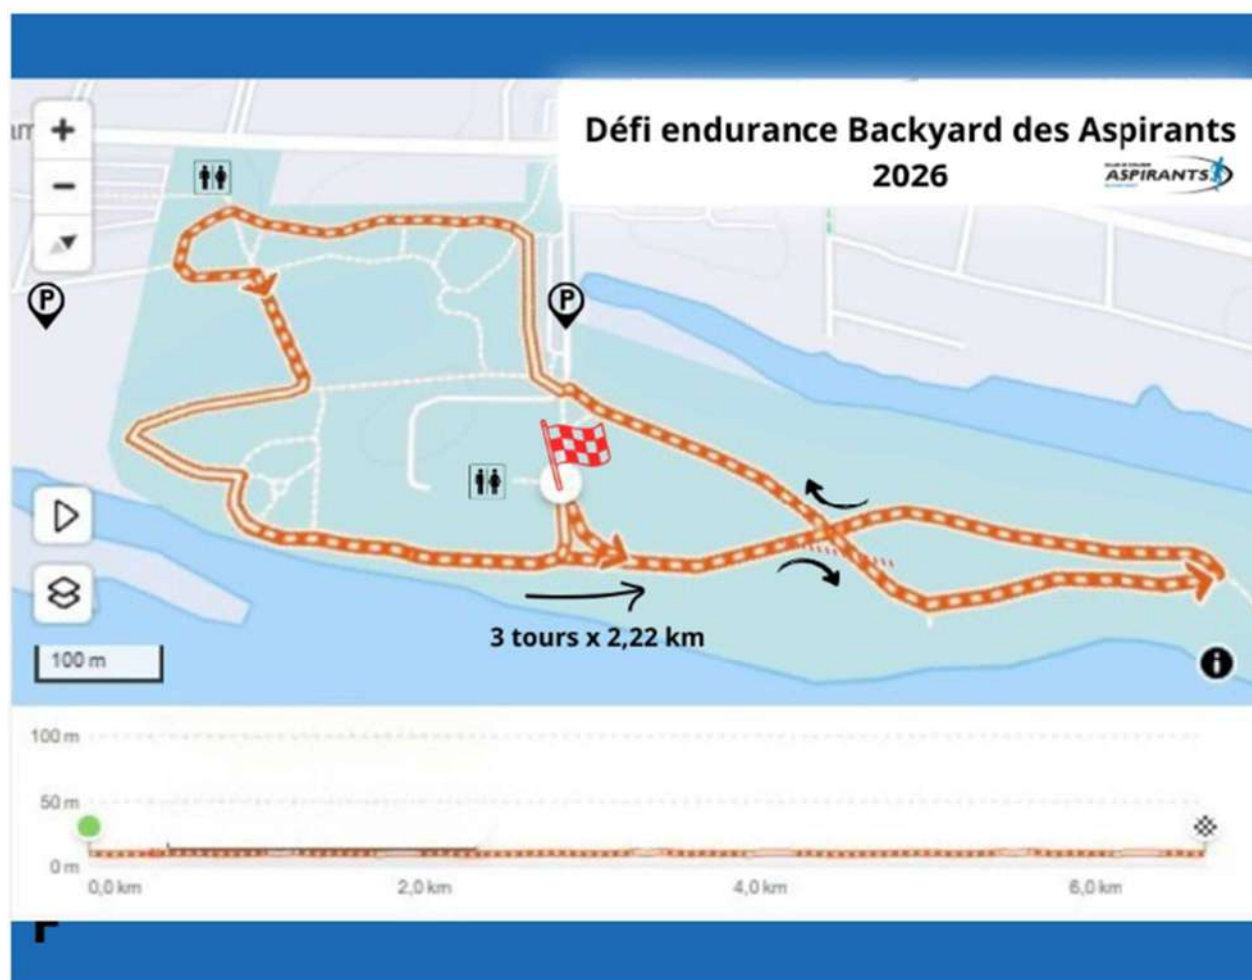 Défi endurance Backyard des Aspirants
2026
ASPIRANTS
P
P
3 tours x 2,22 km
100 m
i
100 m
50 m
0 m
0,0 km
2,0 km
4,0 km
6,0 km